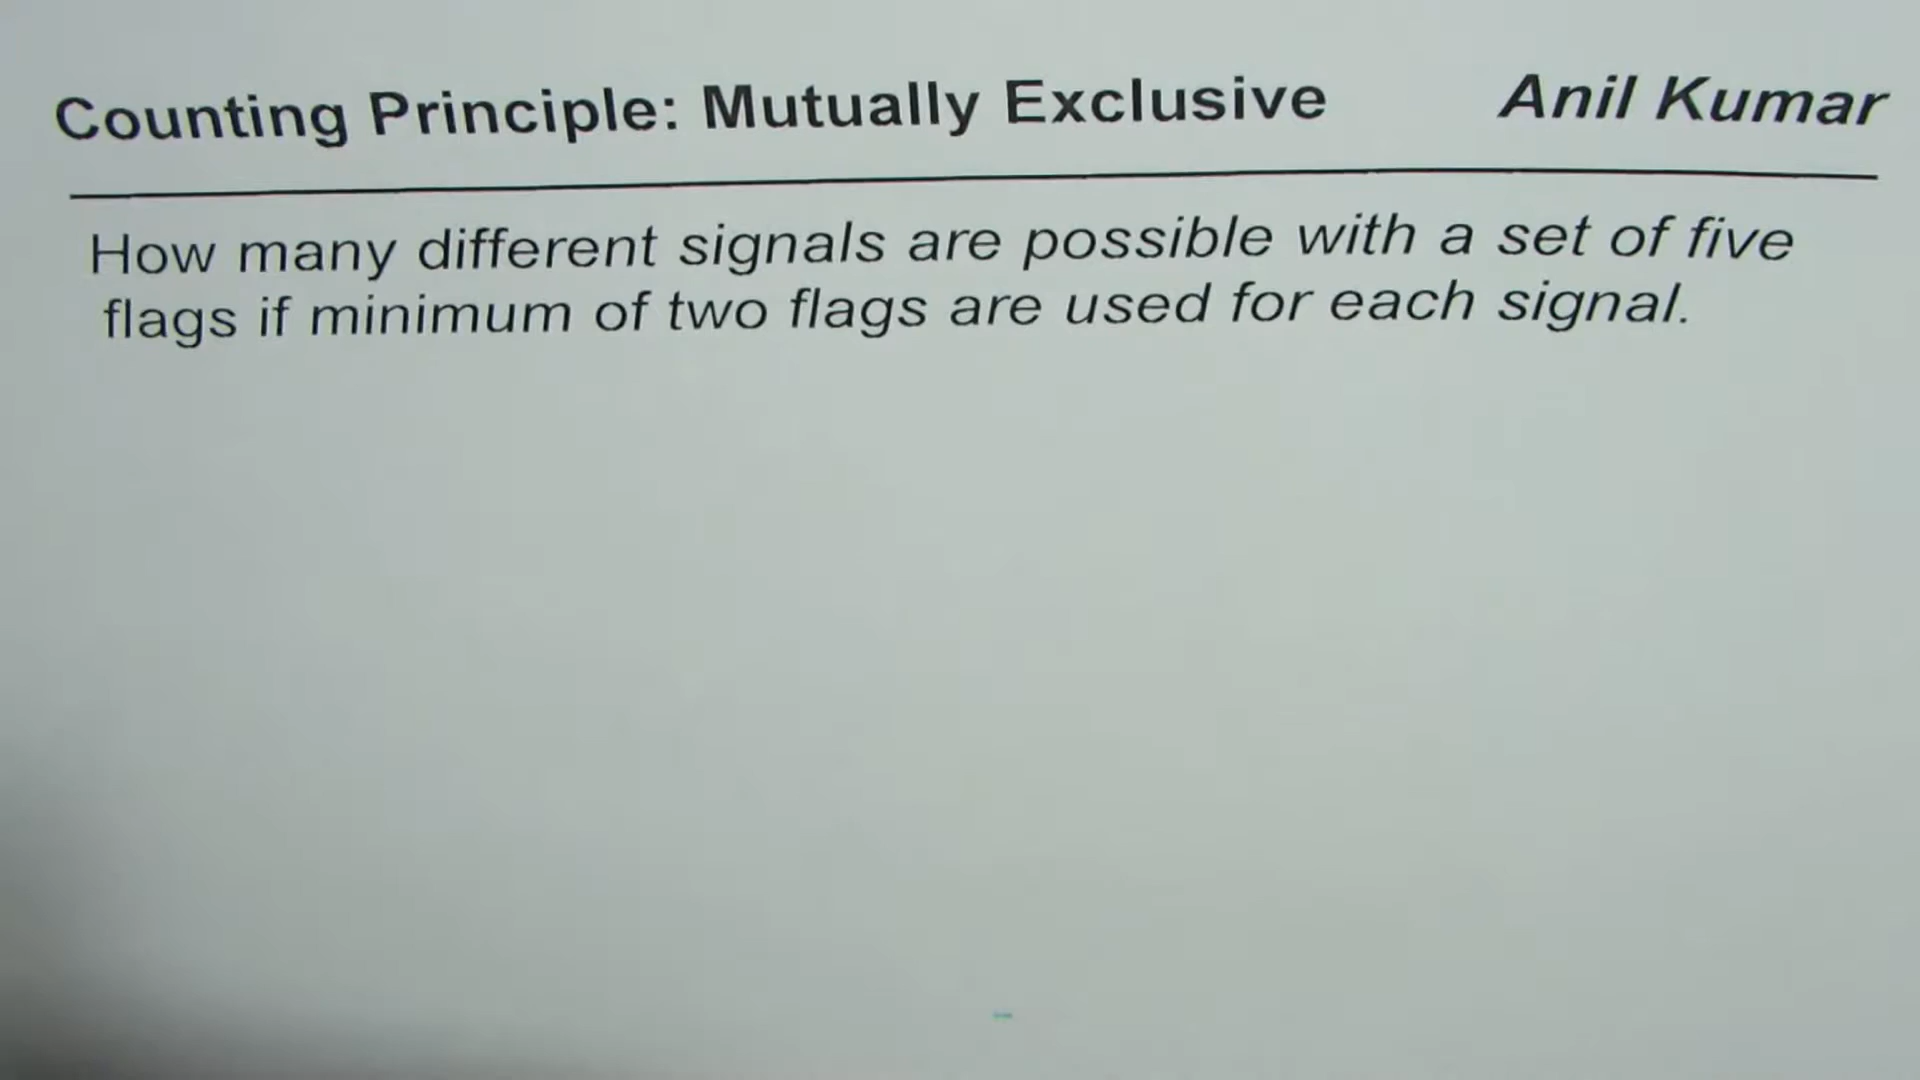 Counting Principle: Mutually Exclusive Anil Kumar
How many different signals are possible with a set of five
flags if minimum of two flags are used for each signal.